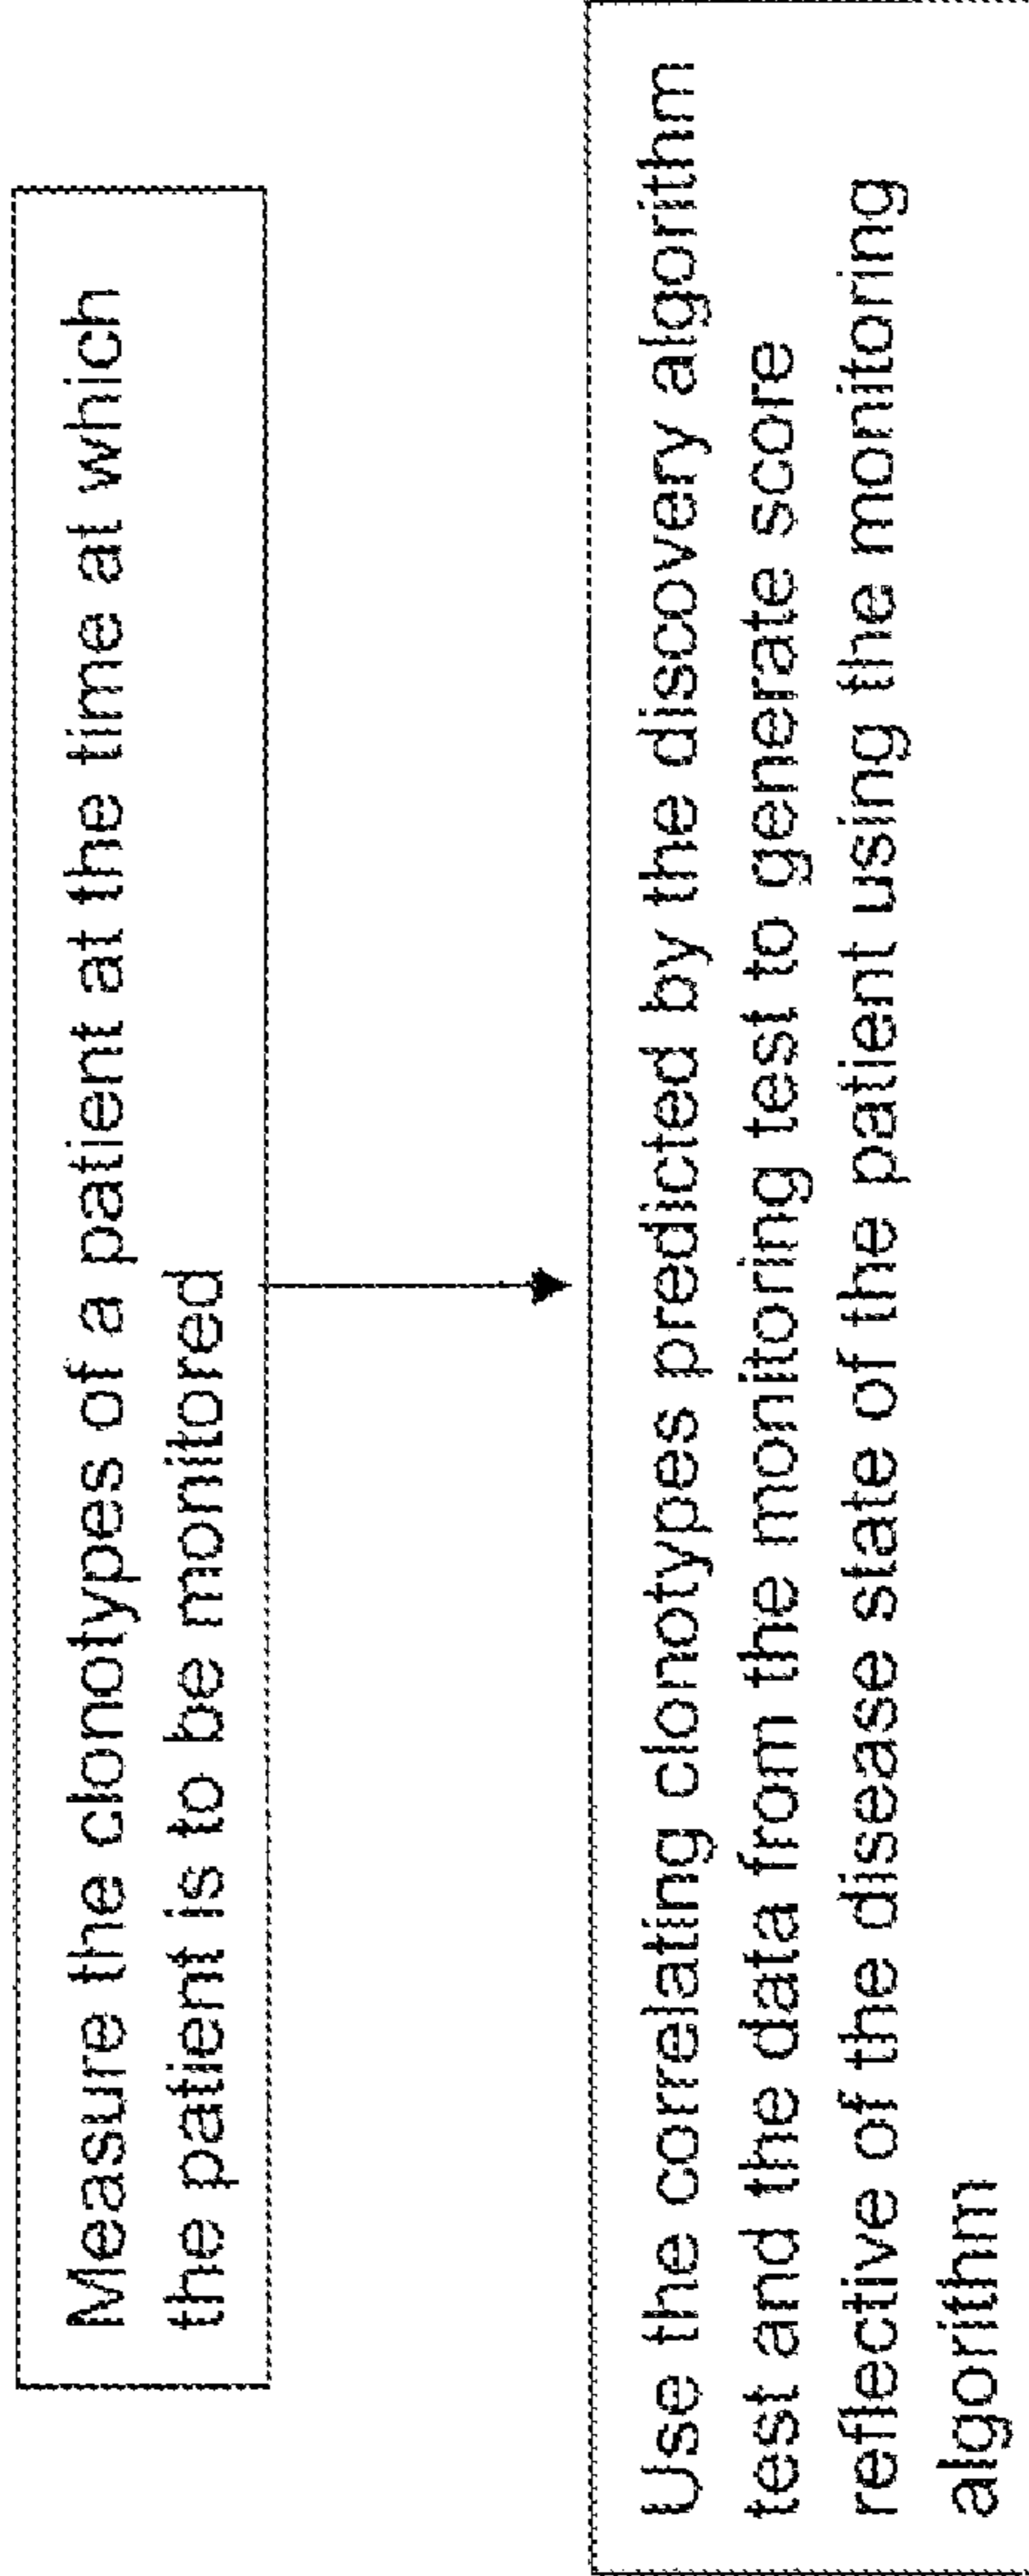 Measure the clonotypes of a patient at the time at which
the patient is to be monitored
Use the correlating clonotypes predicted by the discovery algorithm
test and the data from the monitoring test to generate score
reflective of the disease state of the patient using the monitoring
algorithm